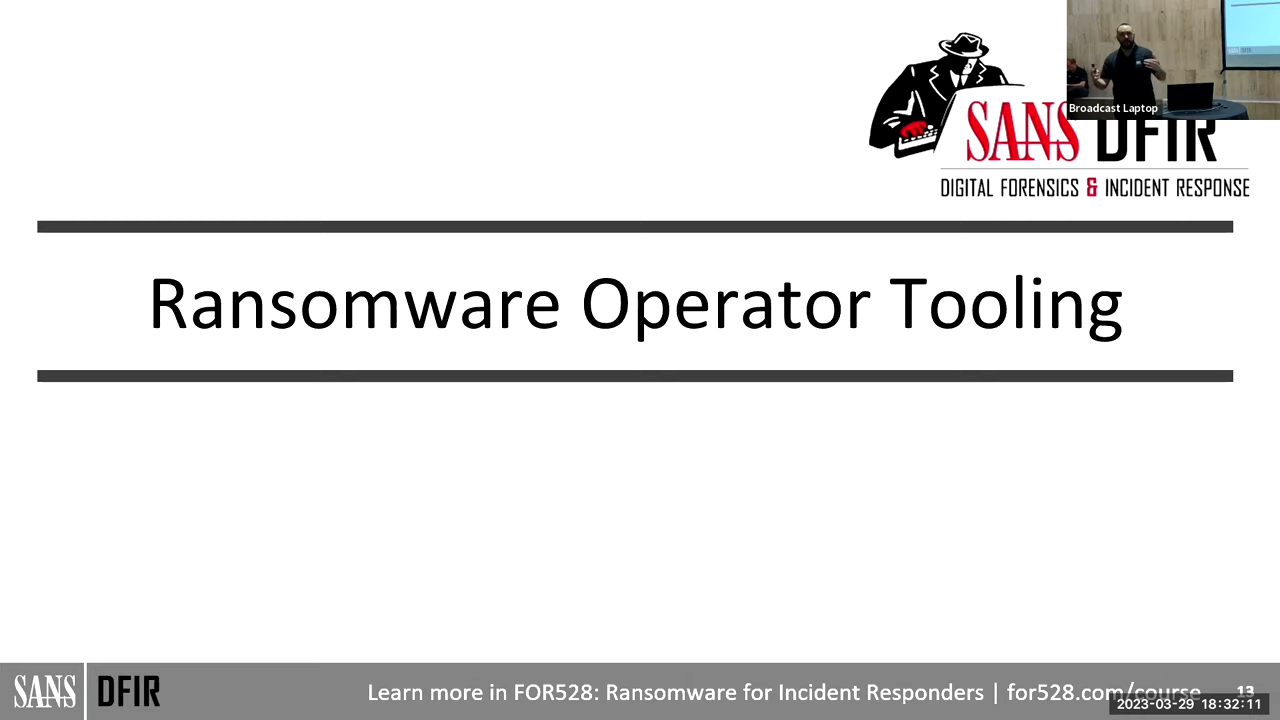 Broadcast Laptop
SANS DFIR
DIGITAL FORENSICS & INCIDENT RESPONSE
Ransomware Operator Tooling
SANS DFIR
Learn more in FOR528: Ransomware for Incident Responders | for528.com/course
13
2023-03-29 18:32:11